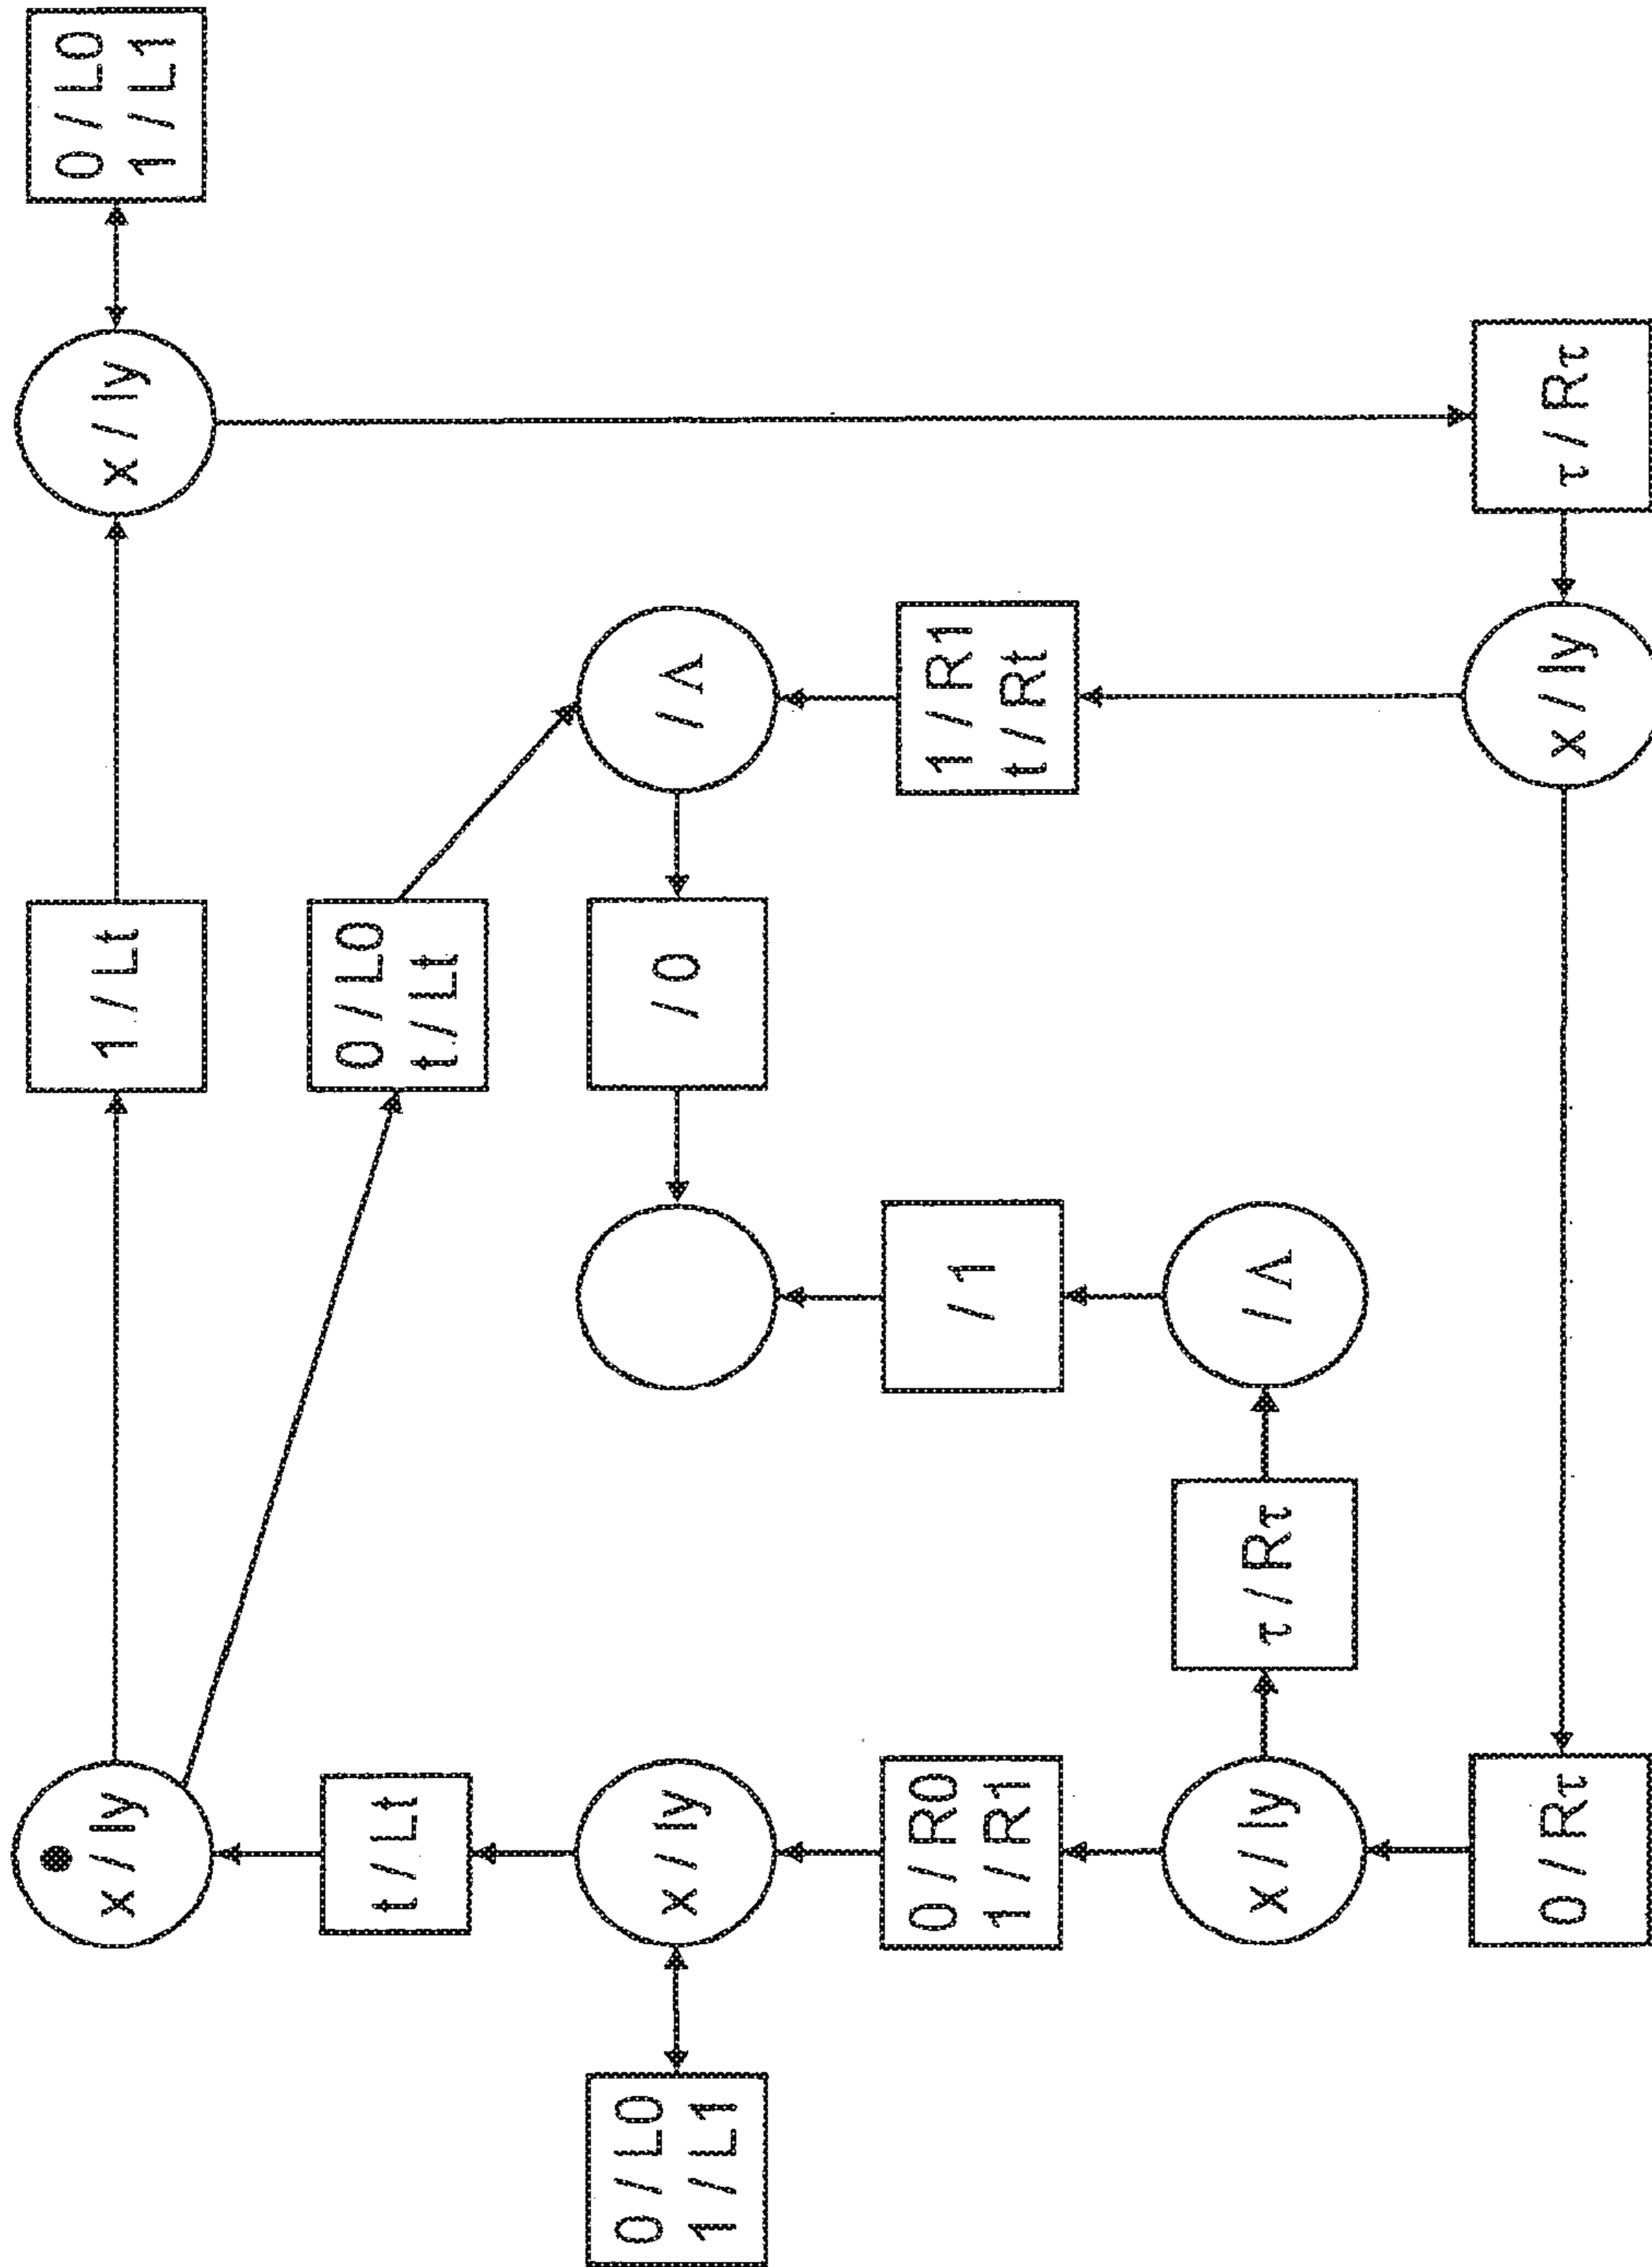 x / ly
1 / Lt
x / ly
0 / L0
1 / L1
t / Lt
0 / L0
t / Lt
0 / L0
1 / L1
x / ly
/ 0
/ Λ
0 / R0
1 / R1
/ 1
1 / R1
t / Rt
x / ly
τ / Rτ
/ Λ
0 / Rτ
x / ly
τ / Rτ